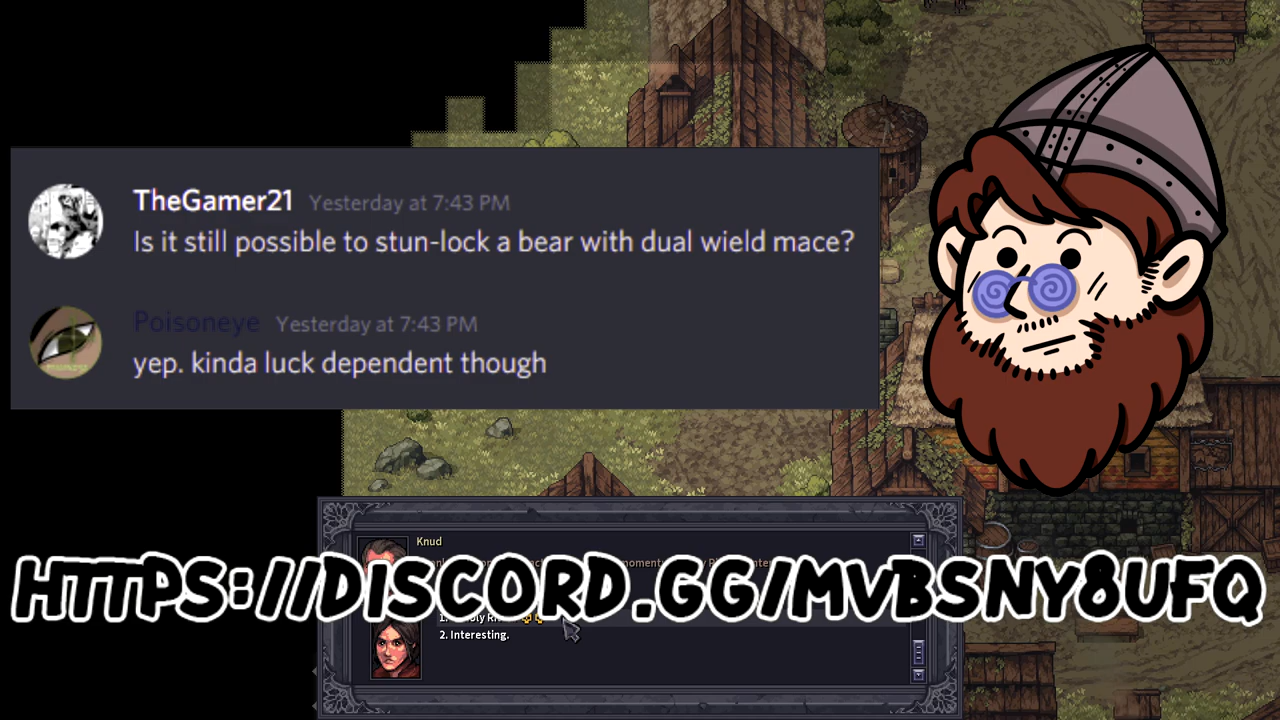 TheGamer21 Yesterday at 7:43 PM
Is it still possible to stun-lock a bear with dual wield mace?
Poisoneye Yesterday at 7:43 PM
yep. kinda luck dependent though
Knud
HTTPS://DISCORD.GG/MVBSNY8UFQ
2. Interesting.